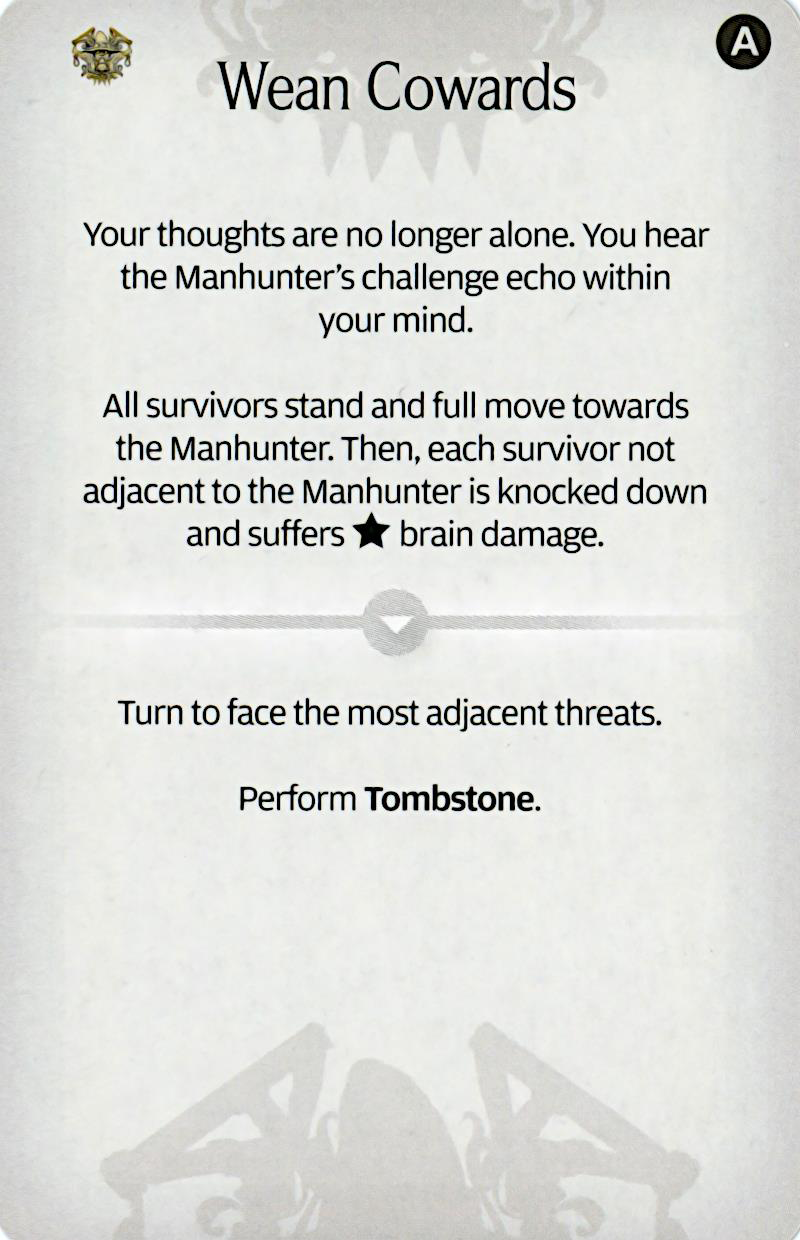 A
Wean Cowards
Your thoughts are no longer alone. You hear
the Manhunter's challenge echo within
your mind.
All survivors stand and full move towards
the Manhunter. Then, each survivor not
adjacent to the Manhunter is knocked down
and suffers ★ brain damage.
Turn to face the most adjacent threats.
Perform Tombstone.